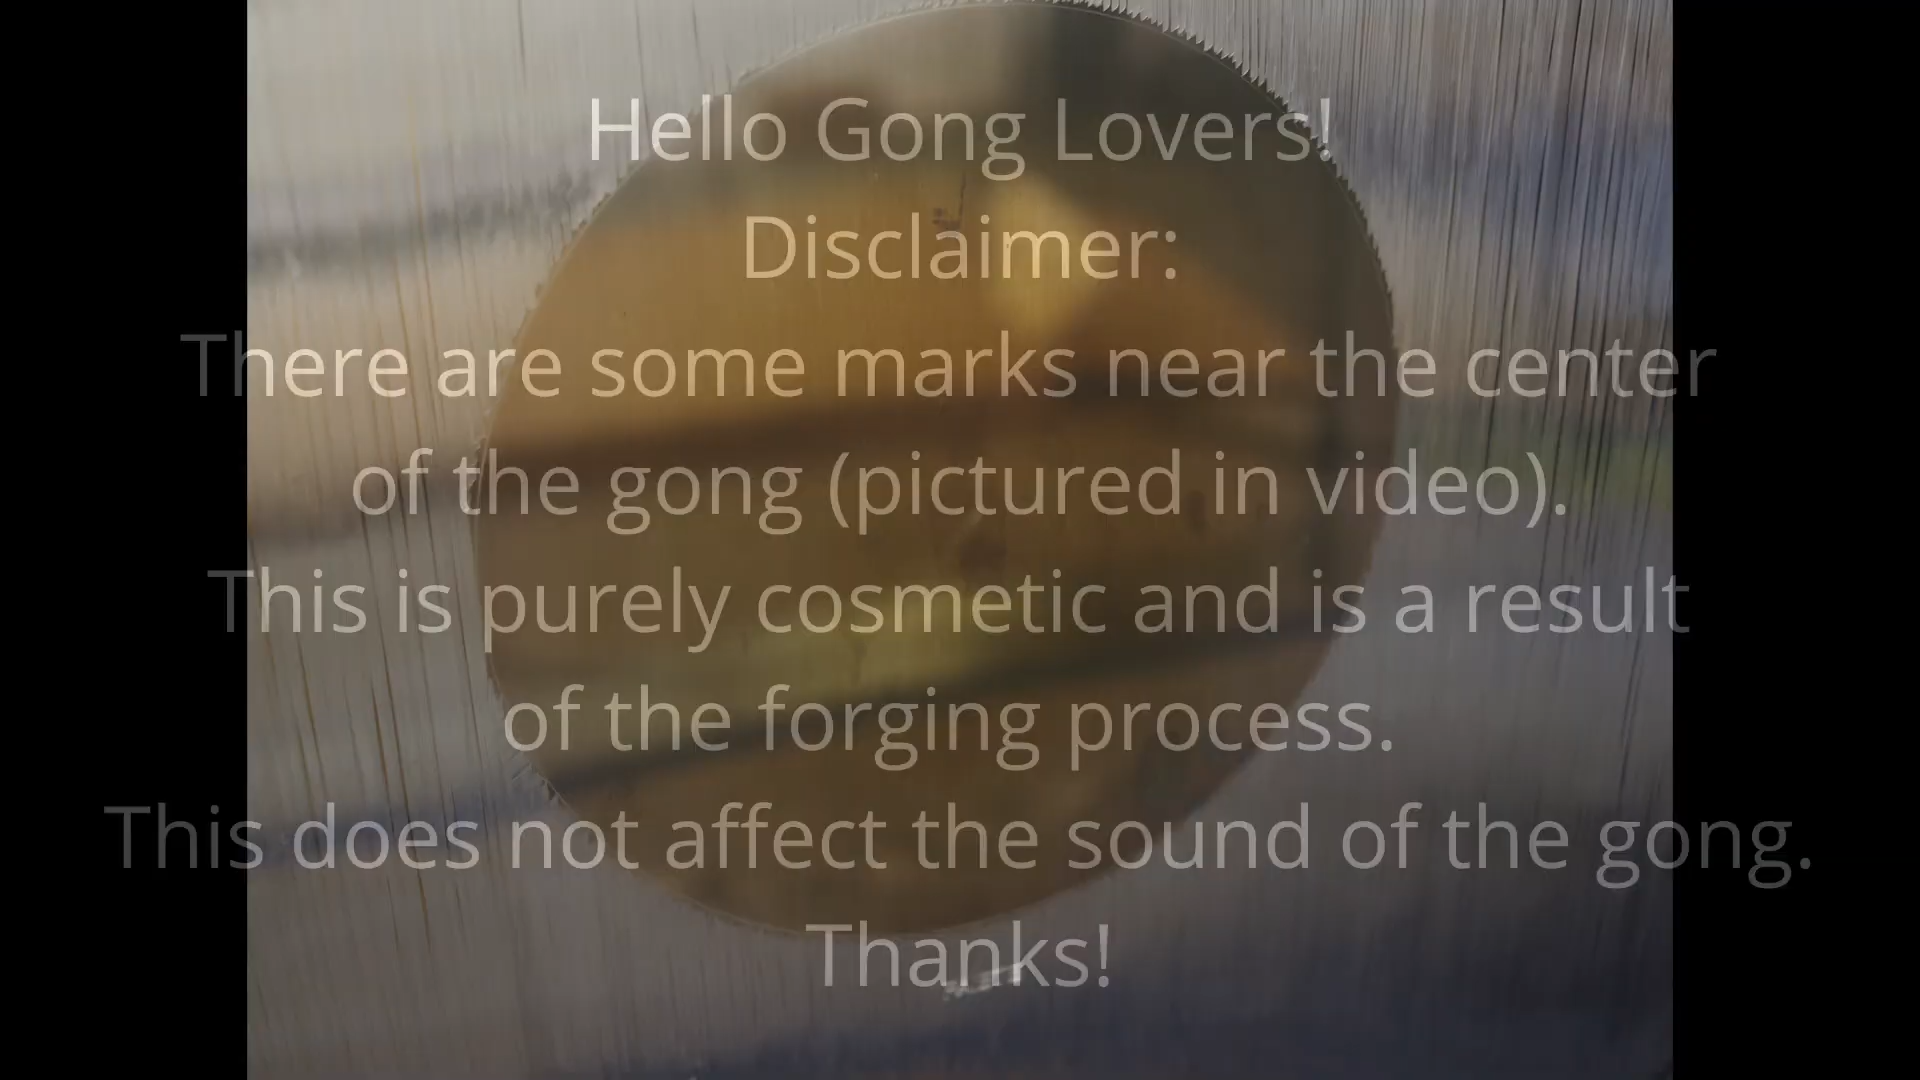 Hello Gong Lovers!
Disclaimer:
There are some marks near the center
of the gong (pictured in video).
This is purely cosmetic and is a result
of the forging process.
This does not affect the sound of the gong.
Thanks!